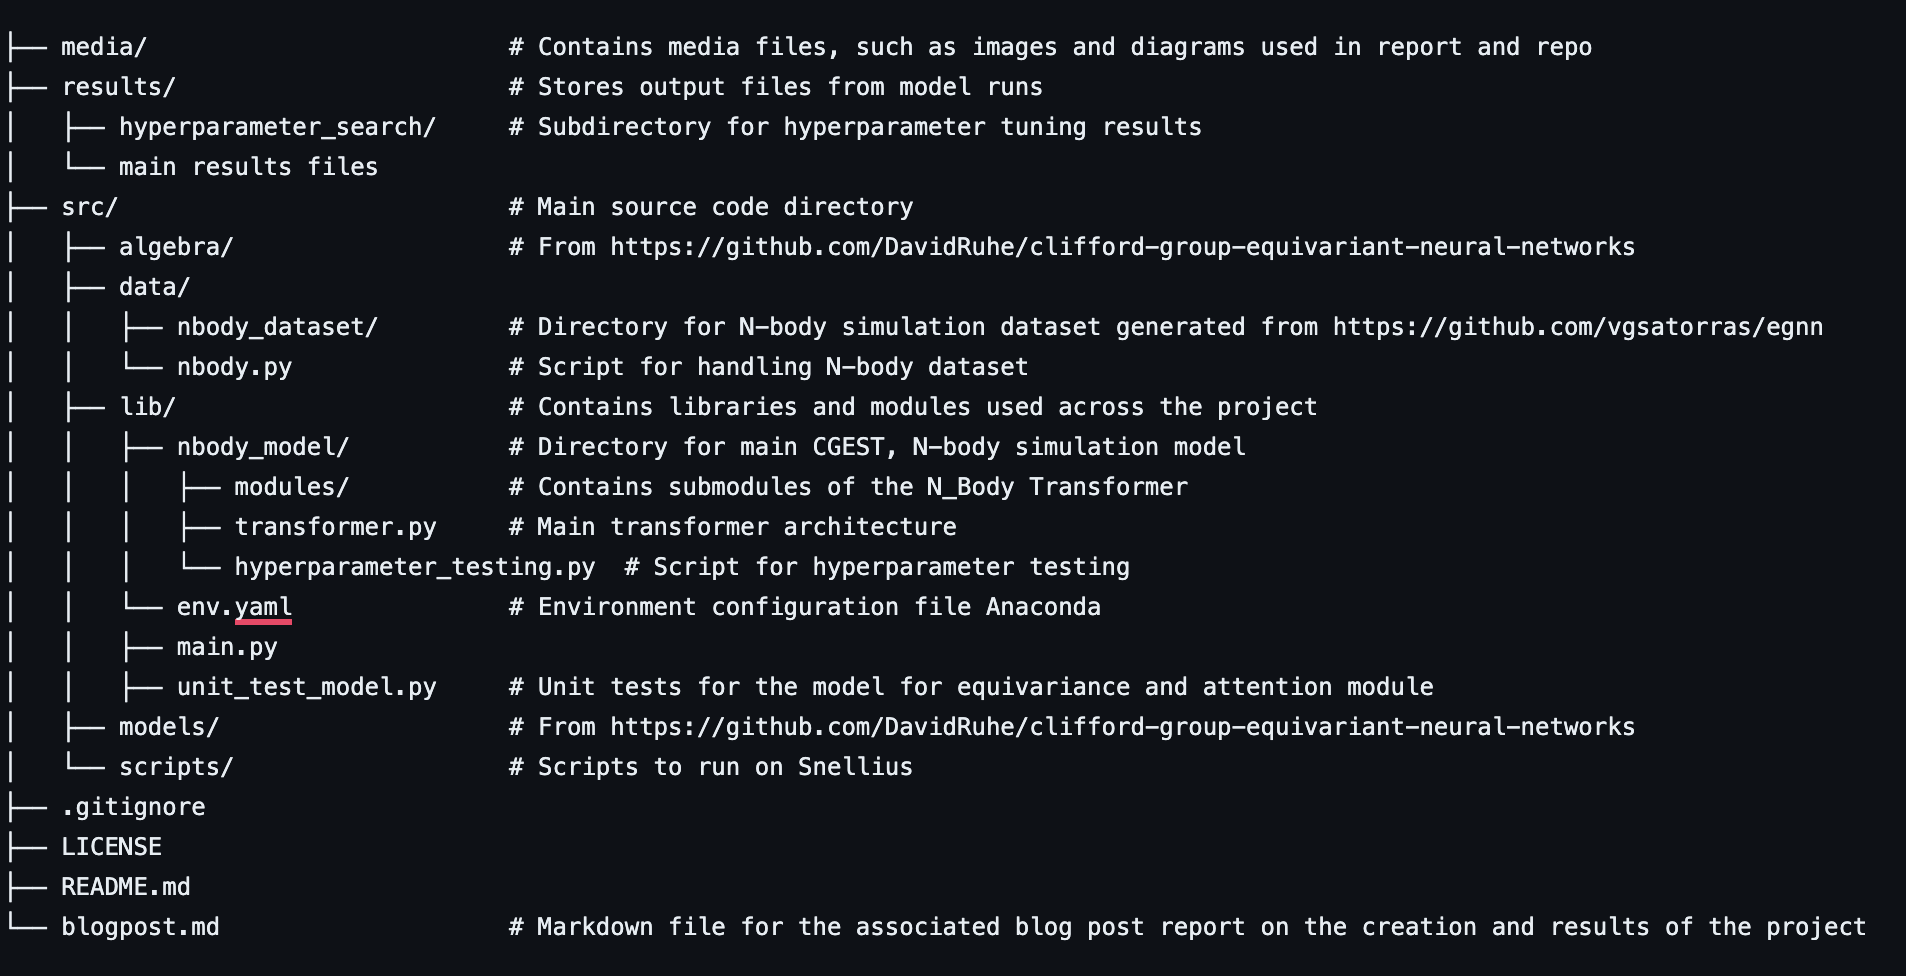 ├── media/                         # Contains media files, such as images and diagrams used in report and repo
├── results/                       # Stores output files from model runs
│   ├── hyperparameter_search/     # Subdirectory for hyperparameter tuning results
│   └── main results files
├── src/                           # Main source code directory
│   ├── algebra/                   # From https://github.com/DavidRuhe/clifford-group-equivariant-neural-networks
│   ├── data/
│   │   ├── nbody_dataset/         # Directory for N-body simulation dataset generated from https://github.com/vgsatorras/egnn
│   │   └── nbody.py               # Script for handling N-body dataset
│   ├── lib/                       # Contains libraries and modules used across the project
│   │   ├── nbody_model/           # Directory for main CGEST, N-body simulation model
│   │   │   ├── modules/           # Contains submodules of the N_Body Transformer
│   │   │   ├── transformer.py     # Main transformer architecture
│   │   │   └── hyperparameter_testing.py  # Script for hyperparameter testing
│   │   └── env.yaml               # Environment configuration file Anaconda
│   │   ├── main.py
│   │   ├── unit_test_model.py     # Unit tests for the model for equivariance and attention module
│   ├── models/                    # From https://github.com/DavidRuhe/clifford-group-equivariant-neural-networks
│   └── scripts/                   # Scripts to run on Snellius
├── .gitignore
├── LICENSE
├── README.md
└── blogpost.md                    # Markdown file for the associated blog post report on the creation and results of the project